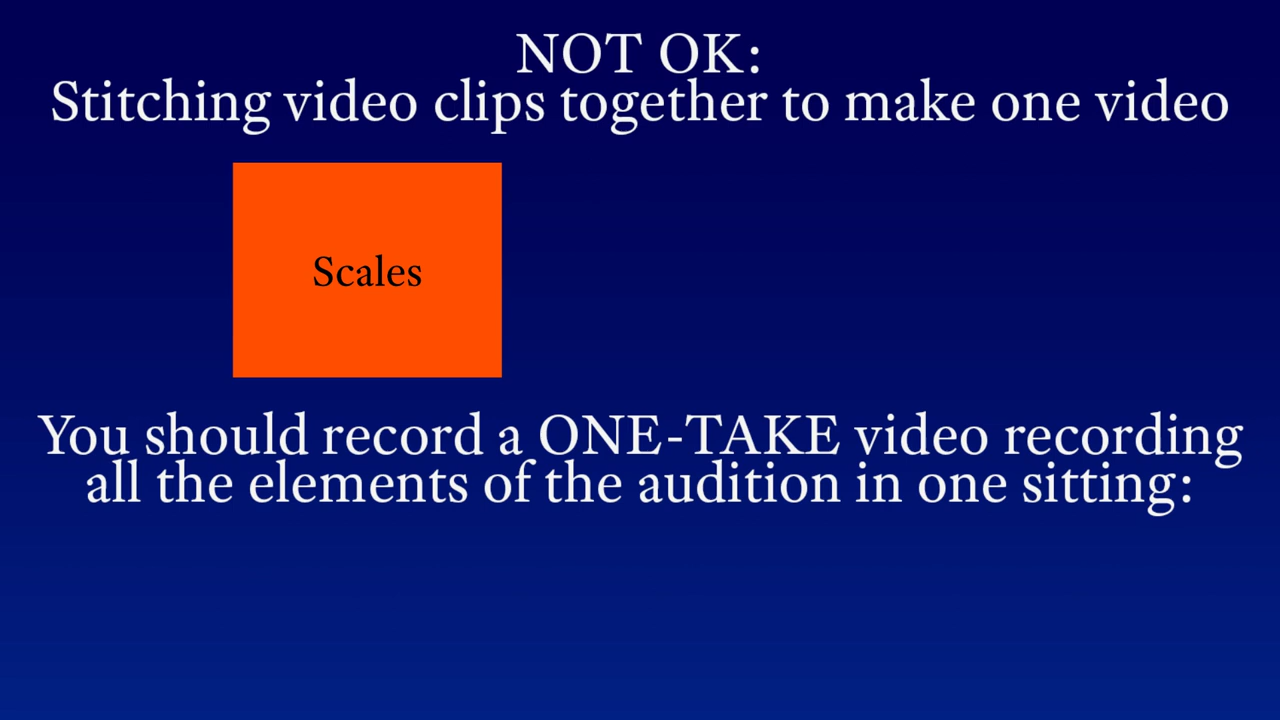 NOT OK:
Stitching video clips together to make one video
Scales
You should record a ONE-TAKE video recording
all the elements of the audition in one sitting: